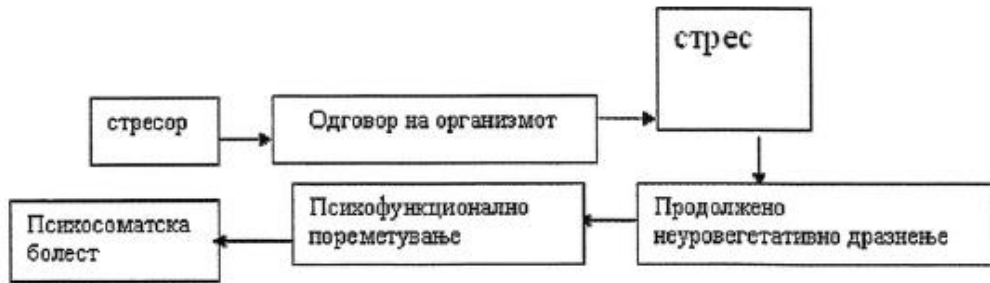 стресор
Одговор на организмот
стрес
Продолжено
неуровегетативно дразнење
Психофункционално
пореметување
Психосоматска
болест